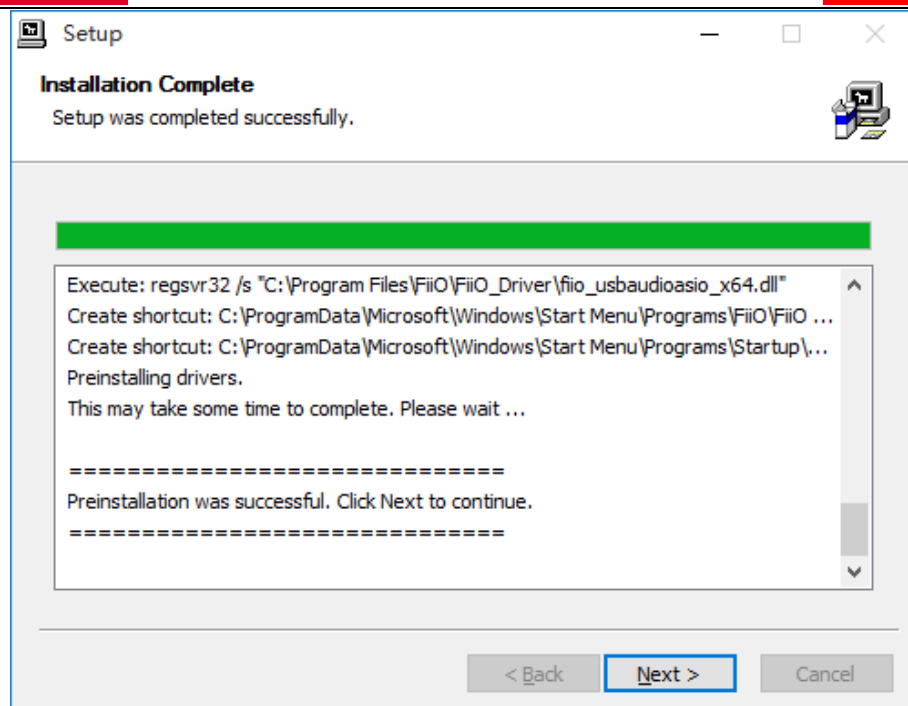 Setup
Installation Complete
Setup was completed successfully.
Execute: regsvr32 /s "C:\Program Files\FiiO\FiiO_Driver\fiio_usbaudioasio_x64.dll"
Create shortcut: C:\ProgramData\Microsoft\Windows\Start Menu\Programs\FiiO\FiiO ...
Create shortcut: C:\ProgramData\Microsoft\Windows\Start Menu\Programs\Startup\...
Preinstalling drivers.
This may take some time to complete. Please wait ...
==============================
Preinstallation was successful. Click Next to continue.
==============================
< Back
Next >
Cancel